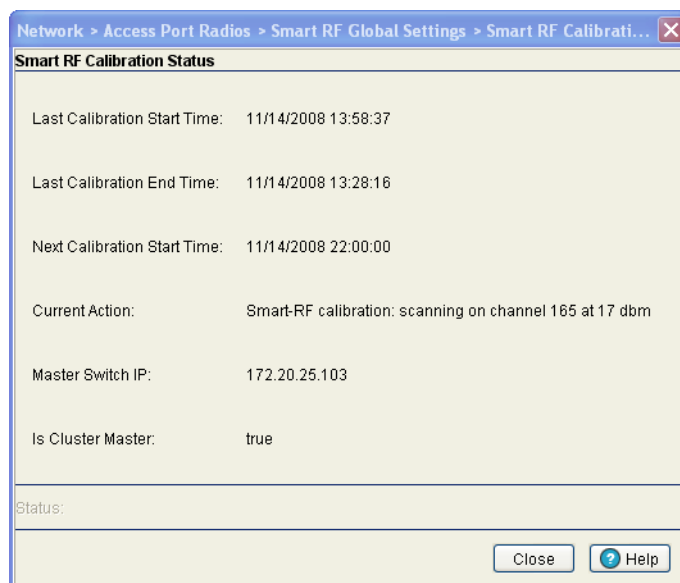 Network > Access Port Radios > Smart RF Global Settings > Smart RF Calibrati...
Smart RF Calibration Status
Last Calibration Start Time: 11/14/2008 13:58:37
Last Calibration End Time: 11/14/2008 13:28:16
Next Calibration Start Time: 11/14/2008 22:00:00
Current Action: Smart-RF calibration: scanning on channel 165 at 17 dbm
Master Switch IP: 172.20.25.103
Is Cluster Master: true
Status:
Close ? Help